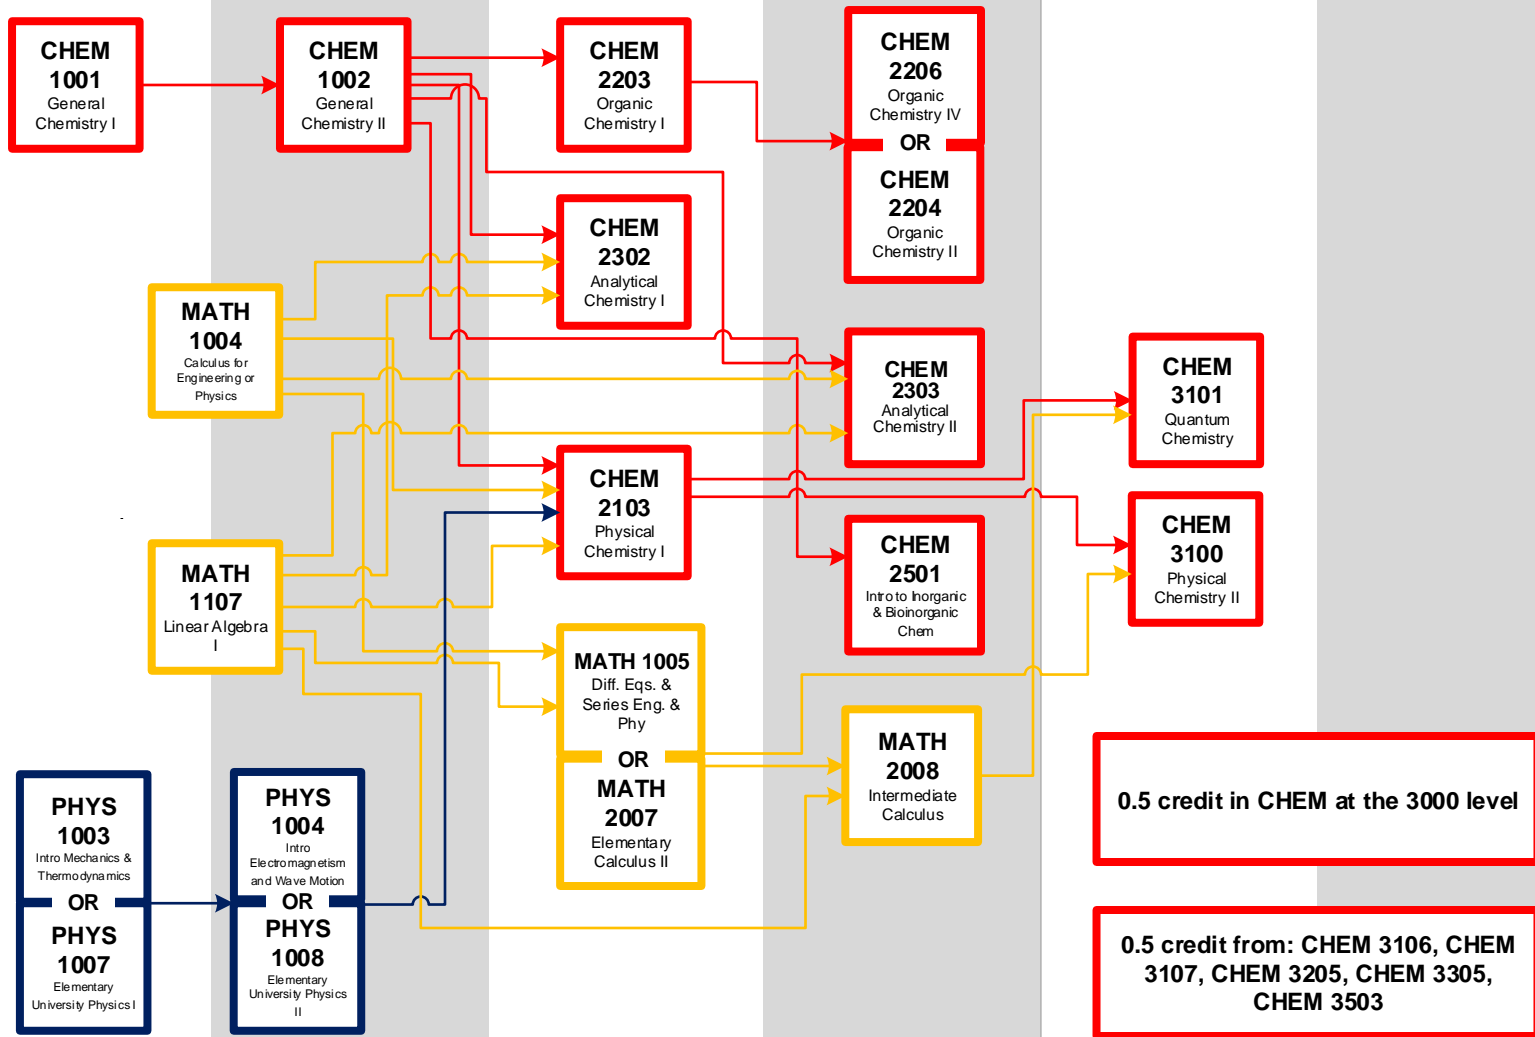 CHEM
1001
General
Chemistry I
CHEM
1002
General
Chemistry II
CHEM
2203
Organic
Chemistry I
CHEM
2206
Organic
Chemistry IV
OR
CHEM
2204
Organic
Chemistry II
CHEM
2302
Analytical
Chemistry I
MATH
1004
Calculus for
Engineering or
Physics
CHEM
2303
Analytical
Chemistry II
CHEM
3101
Quantum
Chemistry
CHEM
2103
Physical
Chemistry I
CHEM
2501
Intro to Inorganic
& Bioinorganic
Chem
CHEM
3100
Physical
Chemistry II
MATH
1107
Linear Algebra
I
MATH 1005
Diff. Eqs. &
Series Eng. &
Phy
OR
MATH
2007
Elementary
Calculus II
MATH
2008
Intermediate
Calculus
PHYS
1003
Intro Mechanics &
Thermodynamics
OR
PHYS
1007
Elementary
University Physics I
PHYS
1004
Intro
Electromagnetism
and Wave Motion
OR
PHYS
1008
Elementary
University Physics
II
0.5 credit in CHEM at the 3000 level
0.5 credit from: CHEM 3106, CHEM
3107, CHEM 3205, CHEM 3305,
CHEM 3503